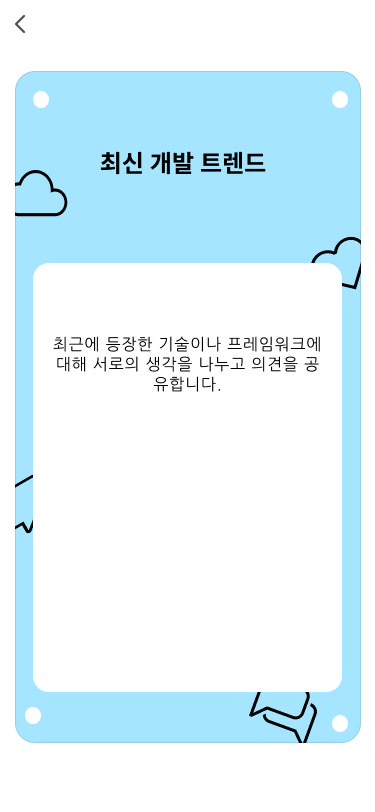 최신 개발 트렌드
최근에 등장한 기술이나 프레임워크에
대해 서로의 생각을 나누고 의견을 공
유합니다.